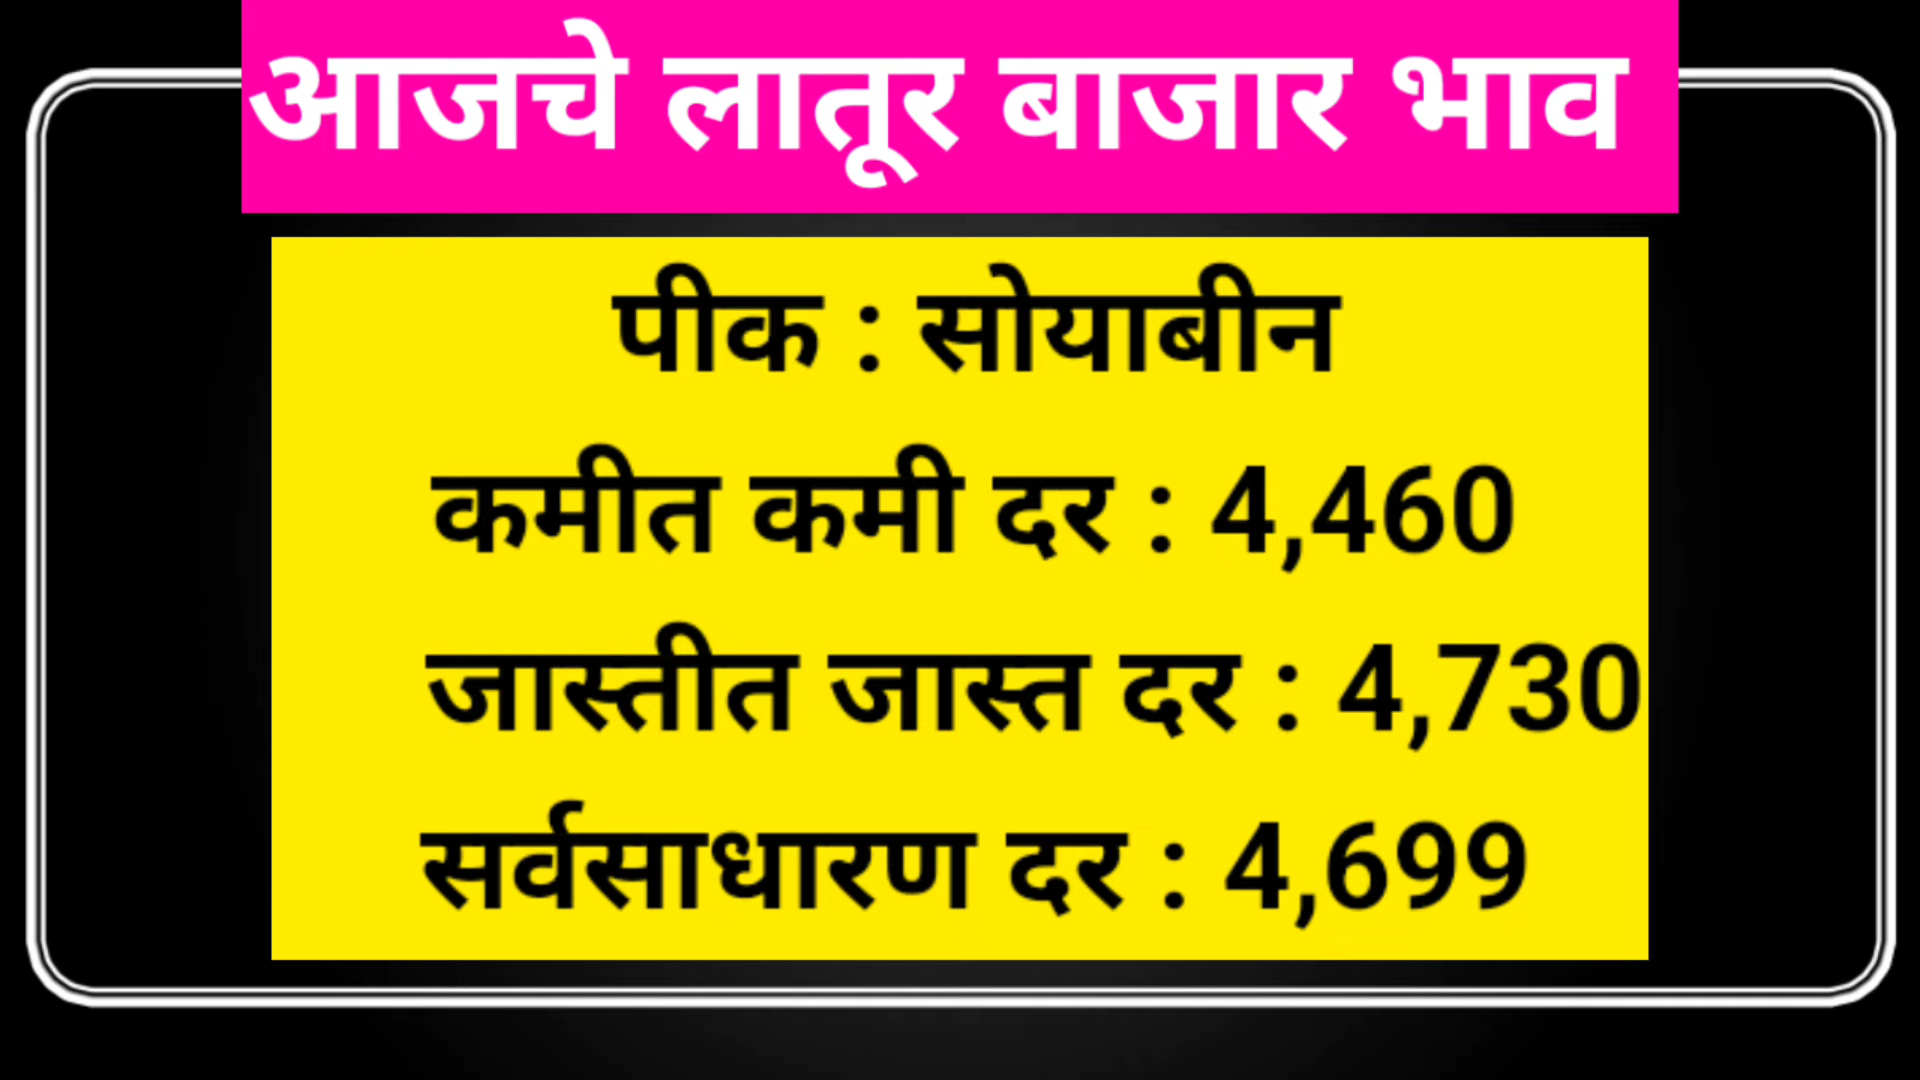 आजचे लातूर बाजार भाव
पीक : सोयाबीन
कमीत कमी दर : 4,460
जास्तीत जास्त दर : 4,730
सर्वसाधारण दर : 4,699